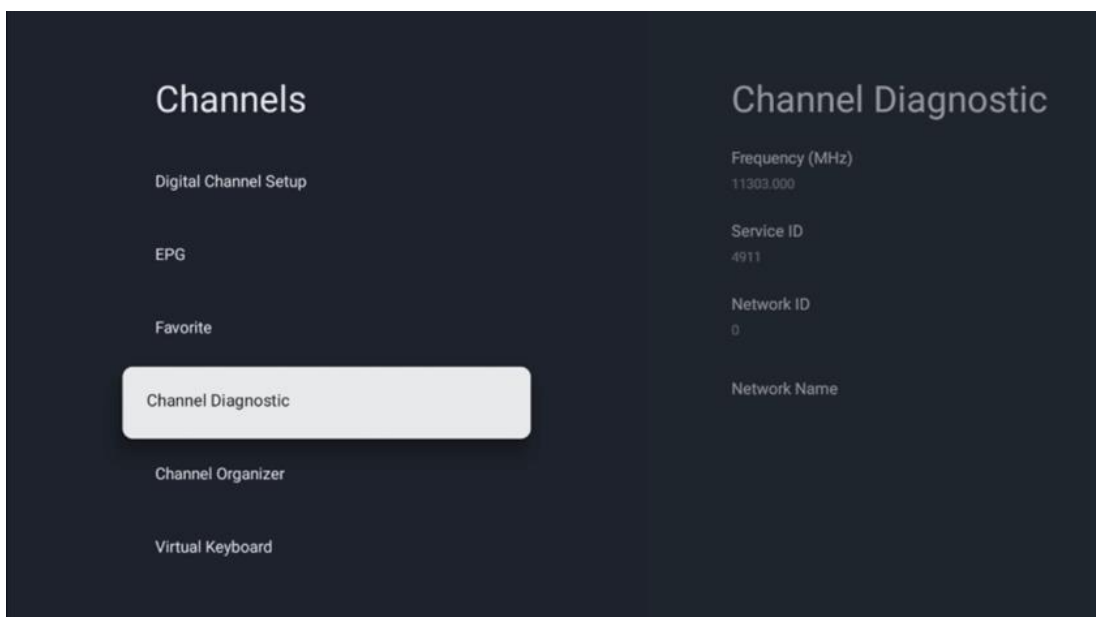 Channels
Digital Channel Setup
EPG
Favorite
Channel Diagnostic
Channel Organizer
Virtual Keyboard
Channel Diagnostic
Frequency (MHz)
11303.000
Service ID
4911
Network ID
0
Network Name